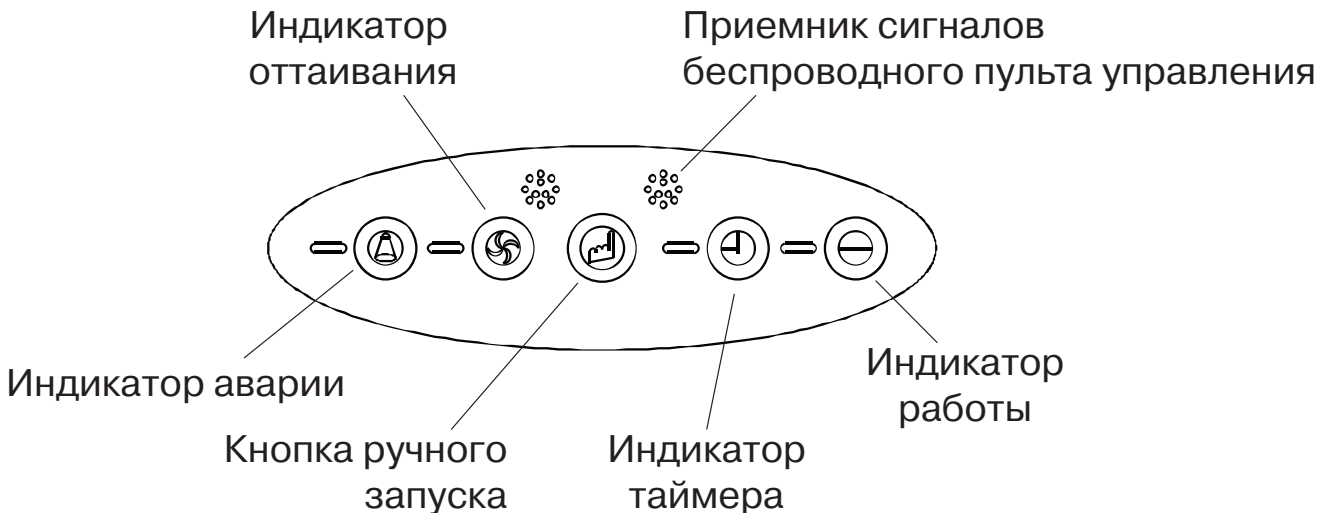 Индикатор
оттаивания
Приемник сигналов
беспроводного пульта управления
Индикатор аварии
Кнопка ручного
запуска
Индикатор
таймера
Индикатор
работы